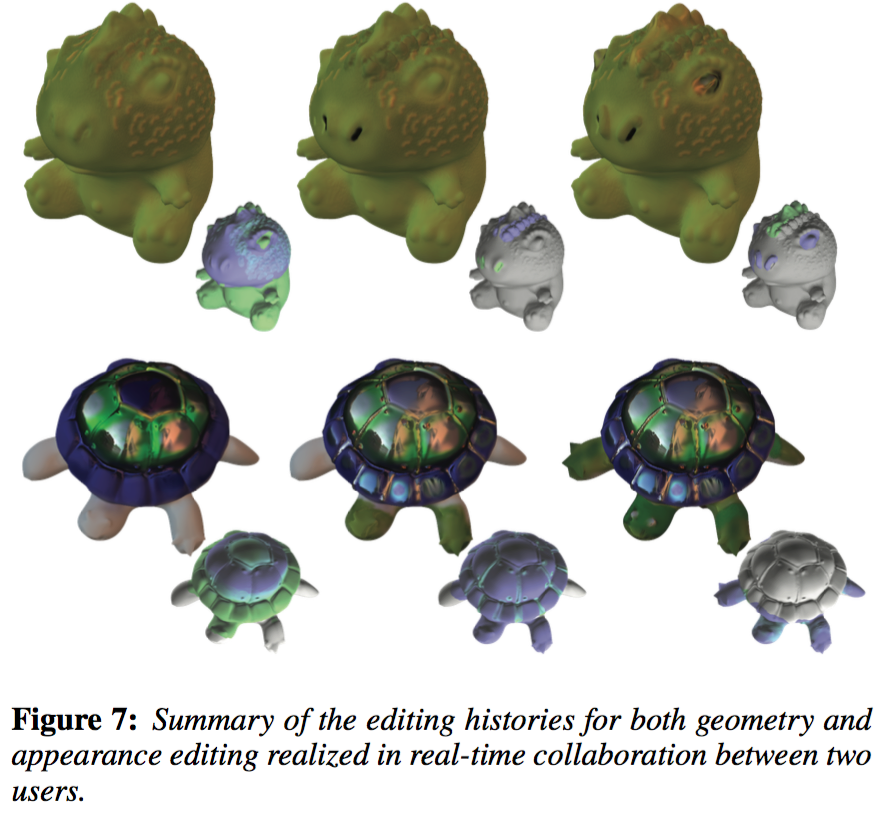 Figure 7: Summary of the editing histories for both geometry and
appearance editing realized in real-time collaboration between two
users.